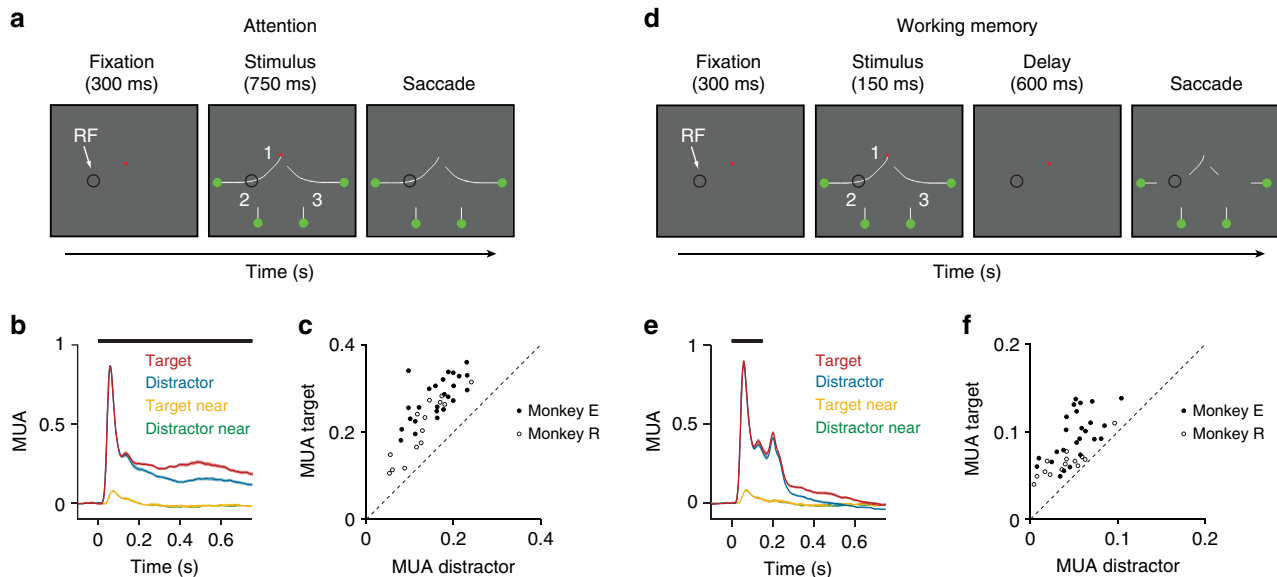 a
Attention
Fixation
(300 ms)
Stimulus
(750 ms)
Saccade
RF
1
2
3
Time (s)
d
Working memory
Fixation
(300 ms)
Stimulus
(150 ms)
Delay
(600 ms)
Saccade
RF
1
2
3
Time (s)
b
MUA
1
0.5
0
Target
Distractor
Target near
Distractor near
0 0.2 0.4 0.6
Time (s)
c
MUA target
0.4
0.2
0
Monkey E
Monkey R
0 0.2 0.4
MUA distractor
e
MUA
1
0.5
0
Target
Distractor
Target near
Distractor near
0 0.2 0.4 0.6
Time (s)
f
MUA target
0.2
0.1
0
Monkey E
Monkey R
0 0.1 0.2
MUA distractor